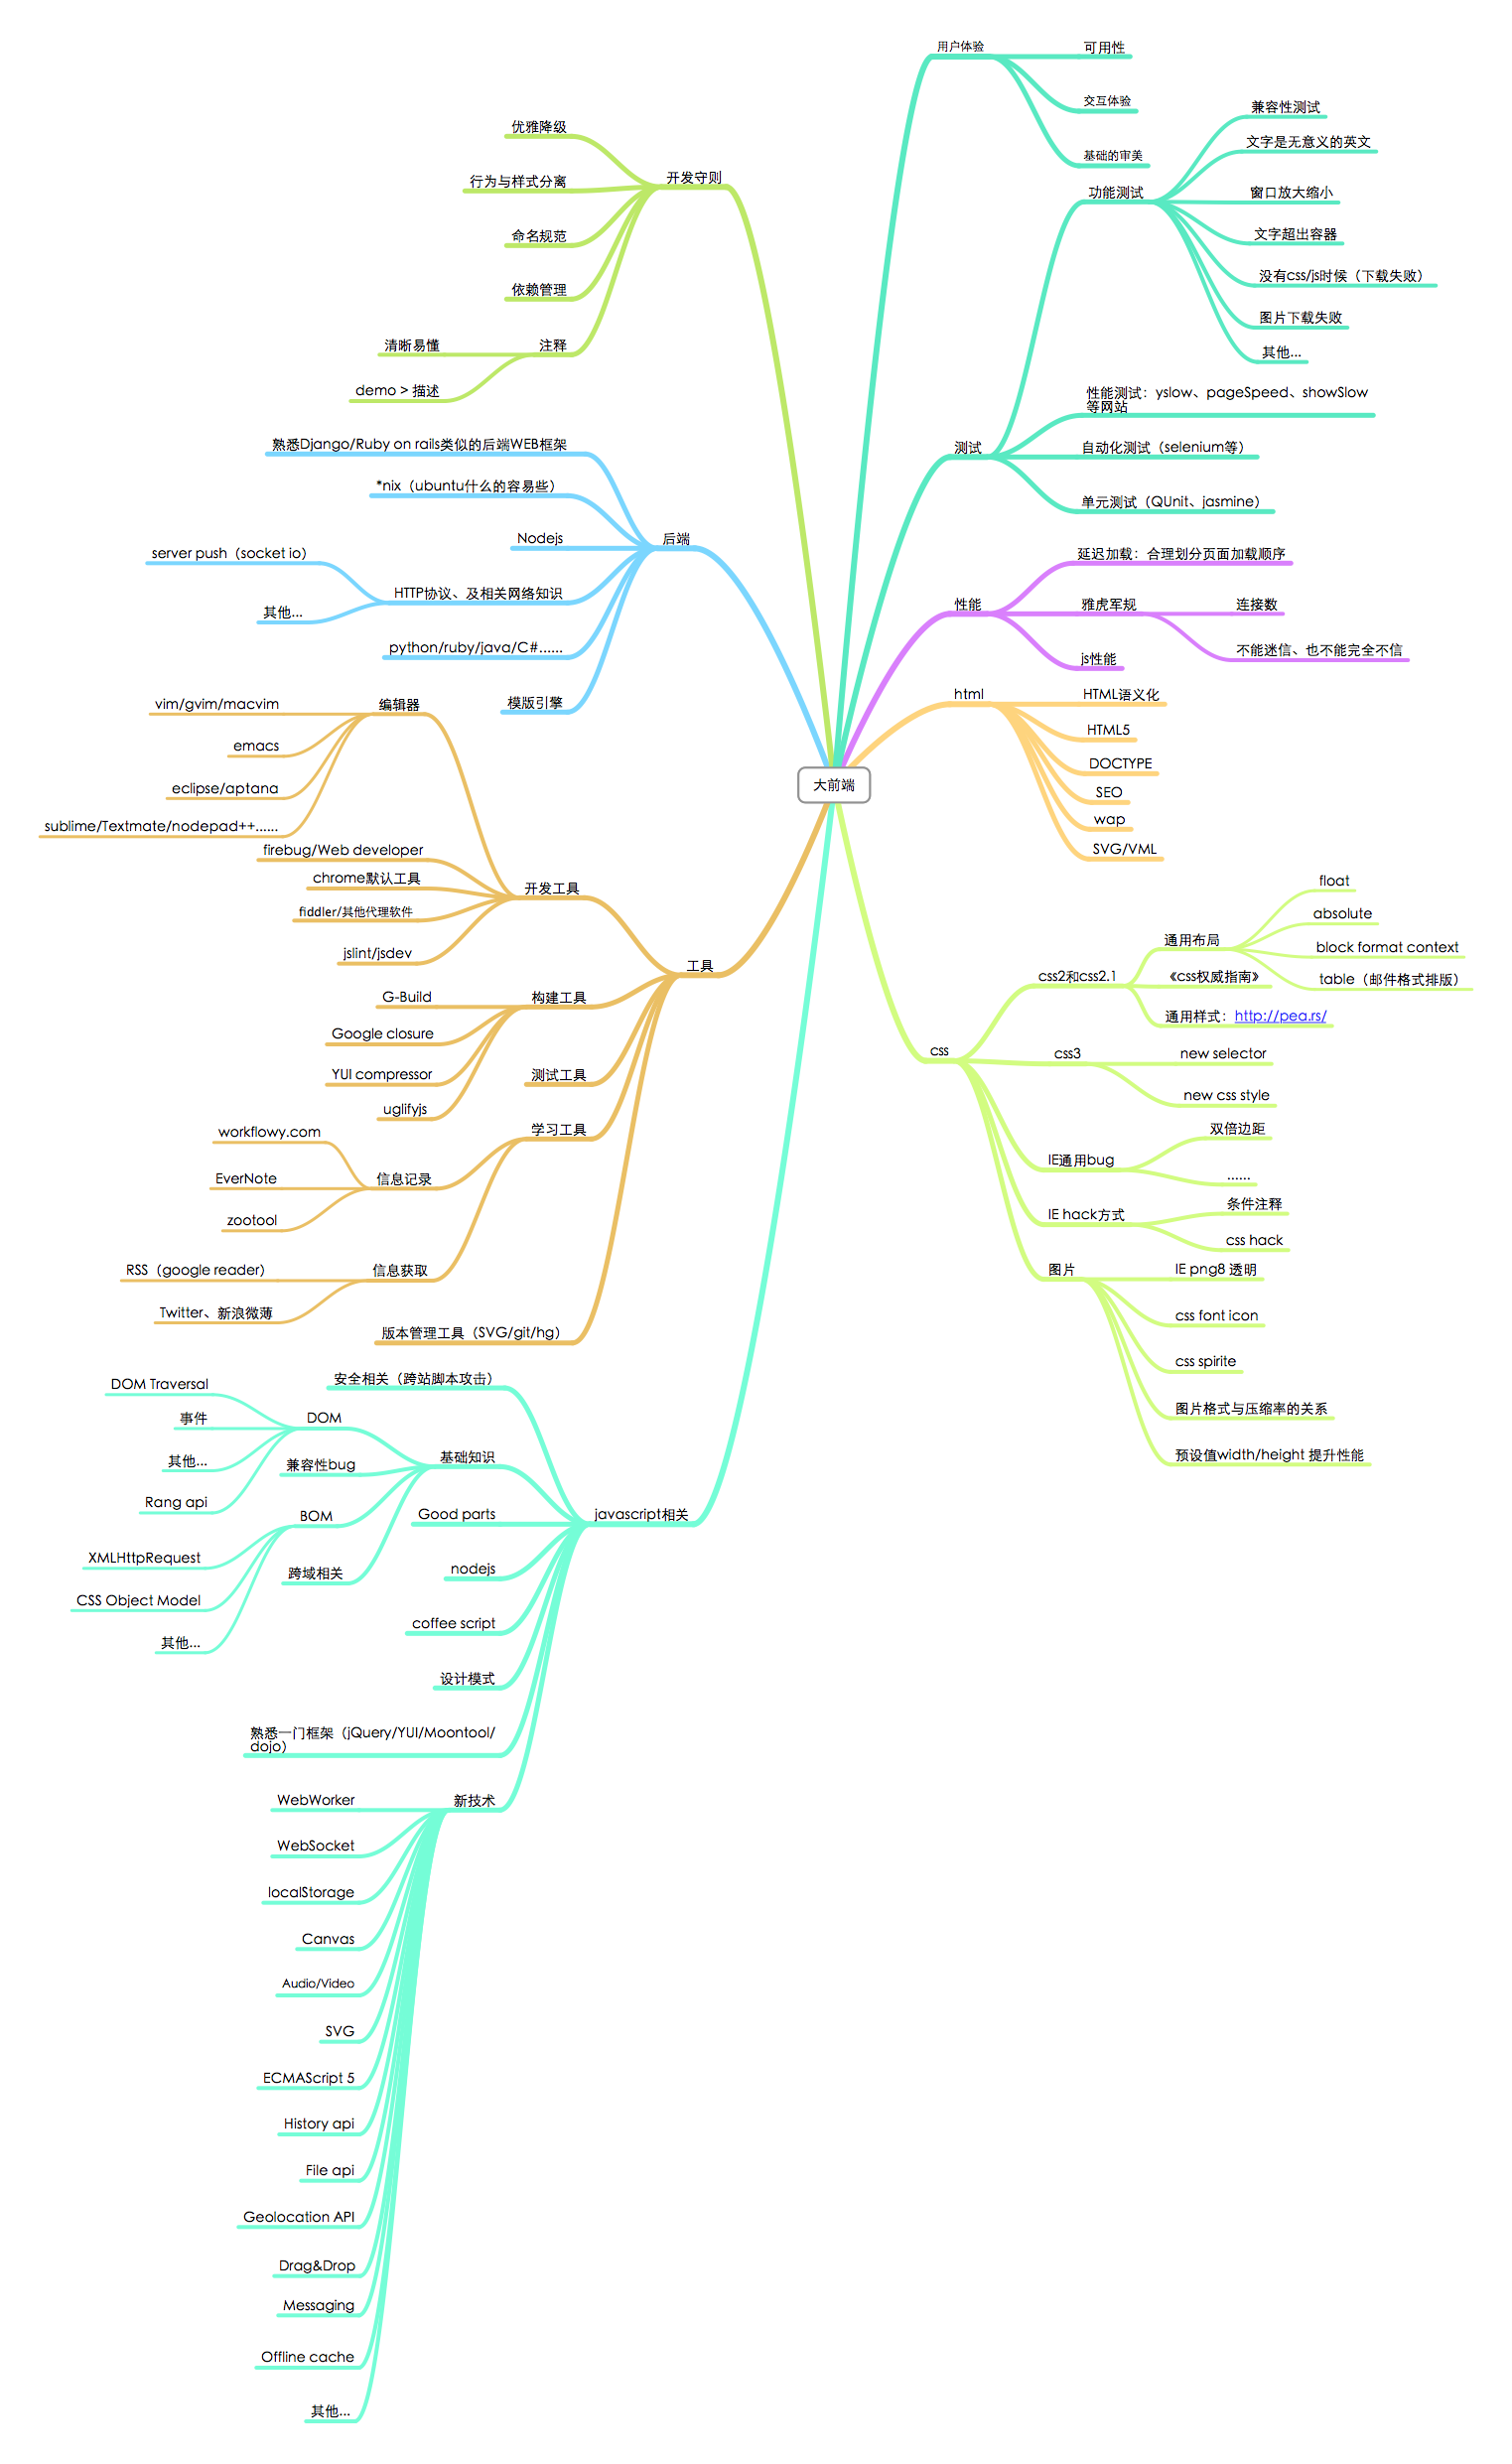 大前端
用户体验
可用性
交互体验
基础的审美
测试
功能测试
兼容性测试
文字是无意义的英文
窗口放大缩小
文字超出容器
没有css/js时候（下载失败）
图片下载失败
其他...
性能测试：yslow、pageSpeed、showSlow
等网站
自动化测试（selenium等）
单元测试（QUnit、jasmine）
性能
延迟加载：合理划分页面加载顺序
雅虎军规
连接数
不能迷信、也不能完全不信
js性能
html
HTML语义化
HTML5
DOCTYPE
SEO
wap
SVG/VML
css
css2和css2.1
通用布局
float
absolute
block format context
table（邮件格式排版）
《css权威指南》
通用样式：http://pea.rs/
css3
new selector
new css style
IE通用bug
双倍边距
......
IE hack方式
条件注释
css hack
图片
IE png8 透明
css font icon
css spirite
图片格式与压缩率的关系
预设值width/height 提升性能
开发守则
优雅降级
行为与样式分离
命名规范
依赖管理
注释
清晰易懂
demo > 描述
后端
熟悉Django/Ruby on rails类似的后端WEB框架
*nix（ubuntu什么的容易些）
Nodejs
HTTP协议、及相关网络知识
server push（socket io）
其他...
python/ruby/java/C#......
模版引擎
工具
开发工具
编辑器
vim/gvim/macvim
emacs
eclipse/aptana
sublime/Textmate/nodepad++......
firebug/Web developer
chrome默认工具
fiddler/其他代理软件
jslint/jsdev
构建工具
G-Build
Google closure
YUI compressor
uglifyjs
测试工具
学习工具
信息记录
workflowy.com
EverNote
zootool
信息获取
RSS（google reader）
Twitter、新浪微薄
版本管理工具（SVG/git/hg）
javascript相关
安全相关（跨站脚本攻击）
基础知识
DOM
DOM Traversal
事件
其他...
Rang api
兼容性bug
BOM
XMLHttpRequest
CSS Object Model
其他...
跨域相关
Good parts
nodejs
coffee script
设计模式
熟悉一门框架（jQuery/YUI/Moontool/
dojo）
新技术
WebWorker
WebSocket
localStorage
Canvas
Audio/Video
SVG
ECMAScript 5
History api
File api
Geolocation API
Drag&Drop
Messaging
Offline cache
其他...